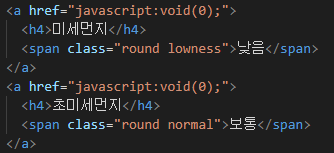 <a href="javascript:void(0);">
<h4>미세먼지</h4>
<span class="round lowness">낮음</span>
</a>
<a href="javascript:void(0);">
<h4>초미세먼지</h4>
<span class="round normal">보통</span>
</a>